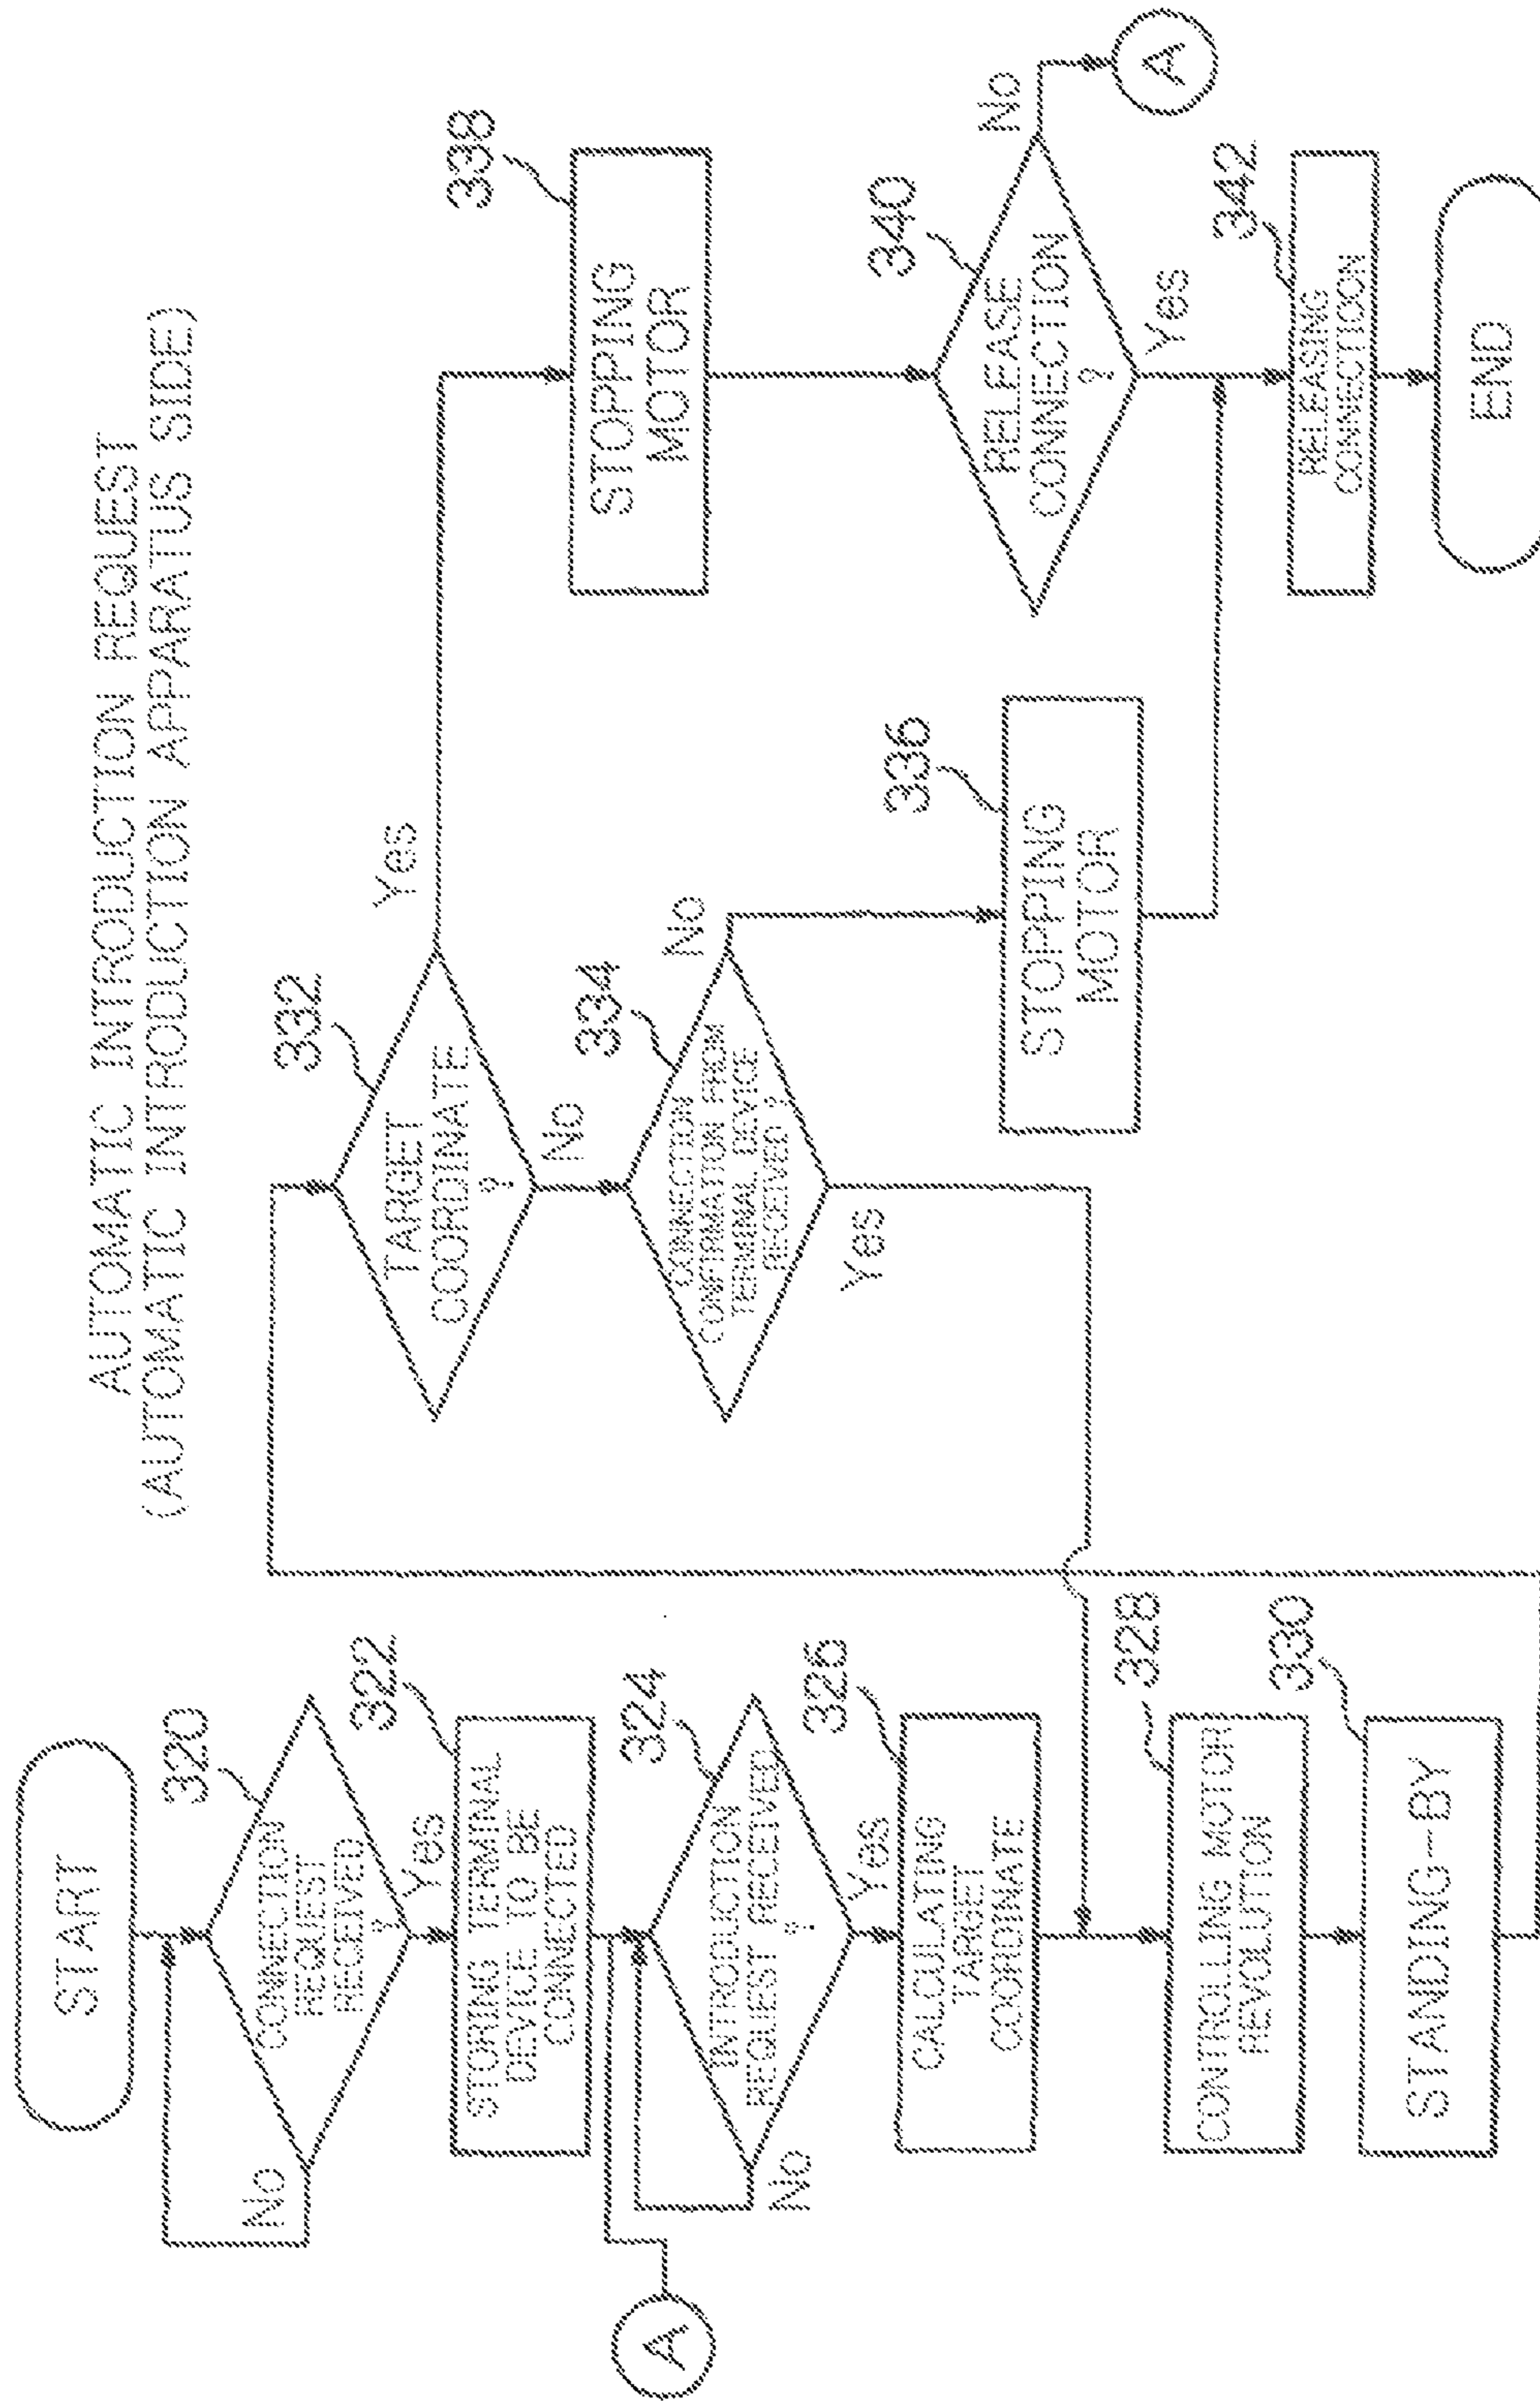 AUTOMATIC INTRODUCTION REQUEST
(AUTOMATIC INTRODUCTION APPARATUS SIDE)
START
320
CONNECTION
REQUEST
RECEIVED
?
No
Yes
322
STORING TERMINAL
DEVICE TO BE
CONNECTED
A
324
INTRODUCTION
REQUEST RECEIVED
?
No
Yes
326
CALCULATING
TARGET
COORDINATE
328
CONTROLLING MOTOR
REVOLUTION
330
STANDING-BY
332
TARGET
COORDINATE
?
Yes
No
334
CONNECTION
CONFIRMATION FROM
TERMINAL DEVICE
RECEIVED ?
No
Yes
336
STOPPING
MOTOR
338
STOPPING
MOTOR
340
RELEASE
CONNECTION
?
No
A
Yes
342
RELEASING
CONNECTION
END